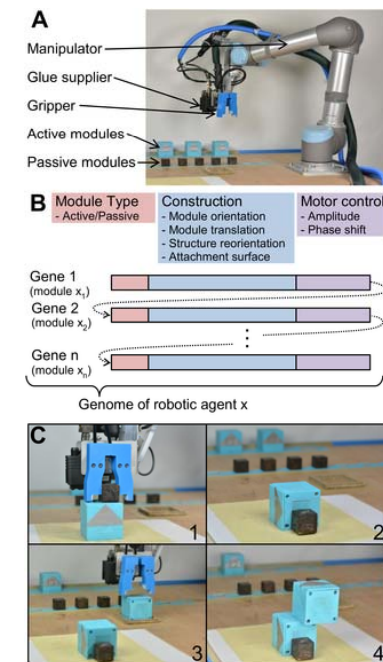 A
Manipulator
Glue supplier
Gripper
Active modules
Passive modules
B
Module Type
- Active/Passive
Construction
- Module orientation
- Module translation
- Structure reorientation
- Attachment surface
Motor control
- Amplitude
- Phase shift
Gene 1
(module x1)
Gene 2
(module x2)
Gene n
(module xn)
Genome of robotic agent x
C
1
2
3
4